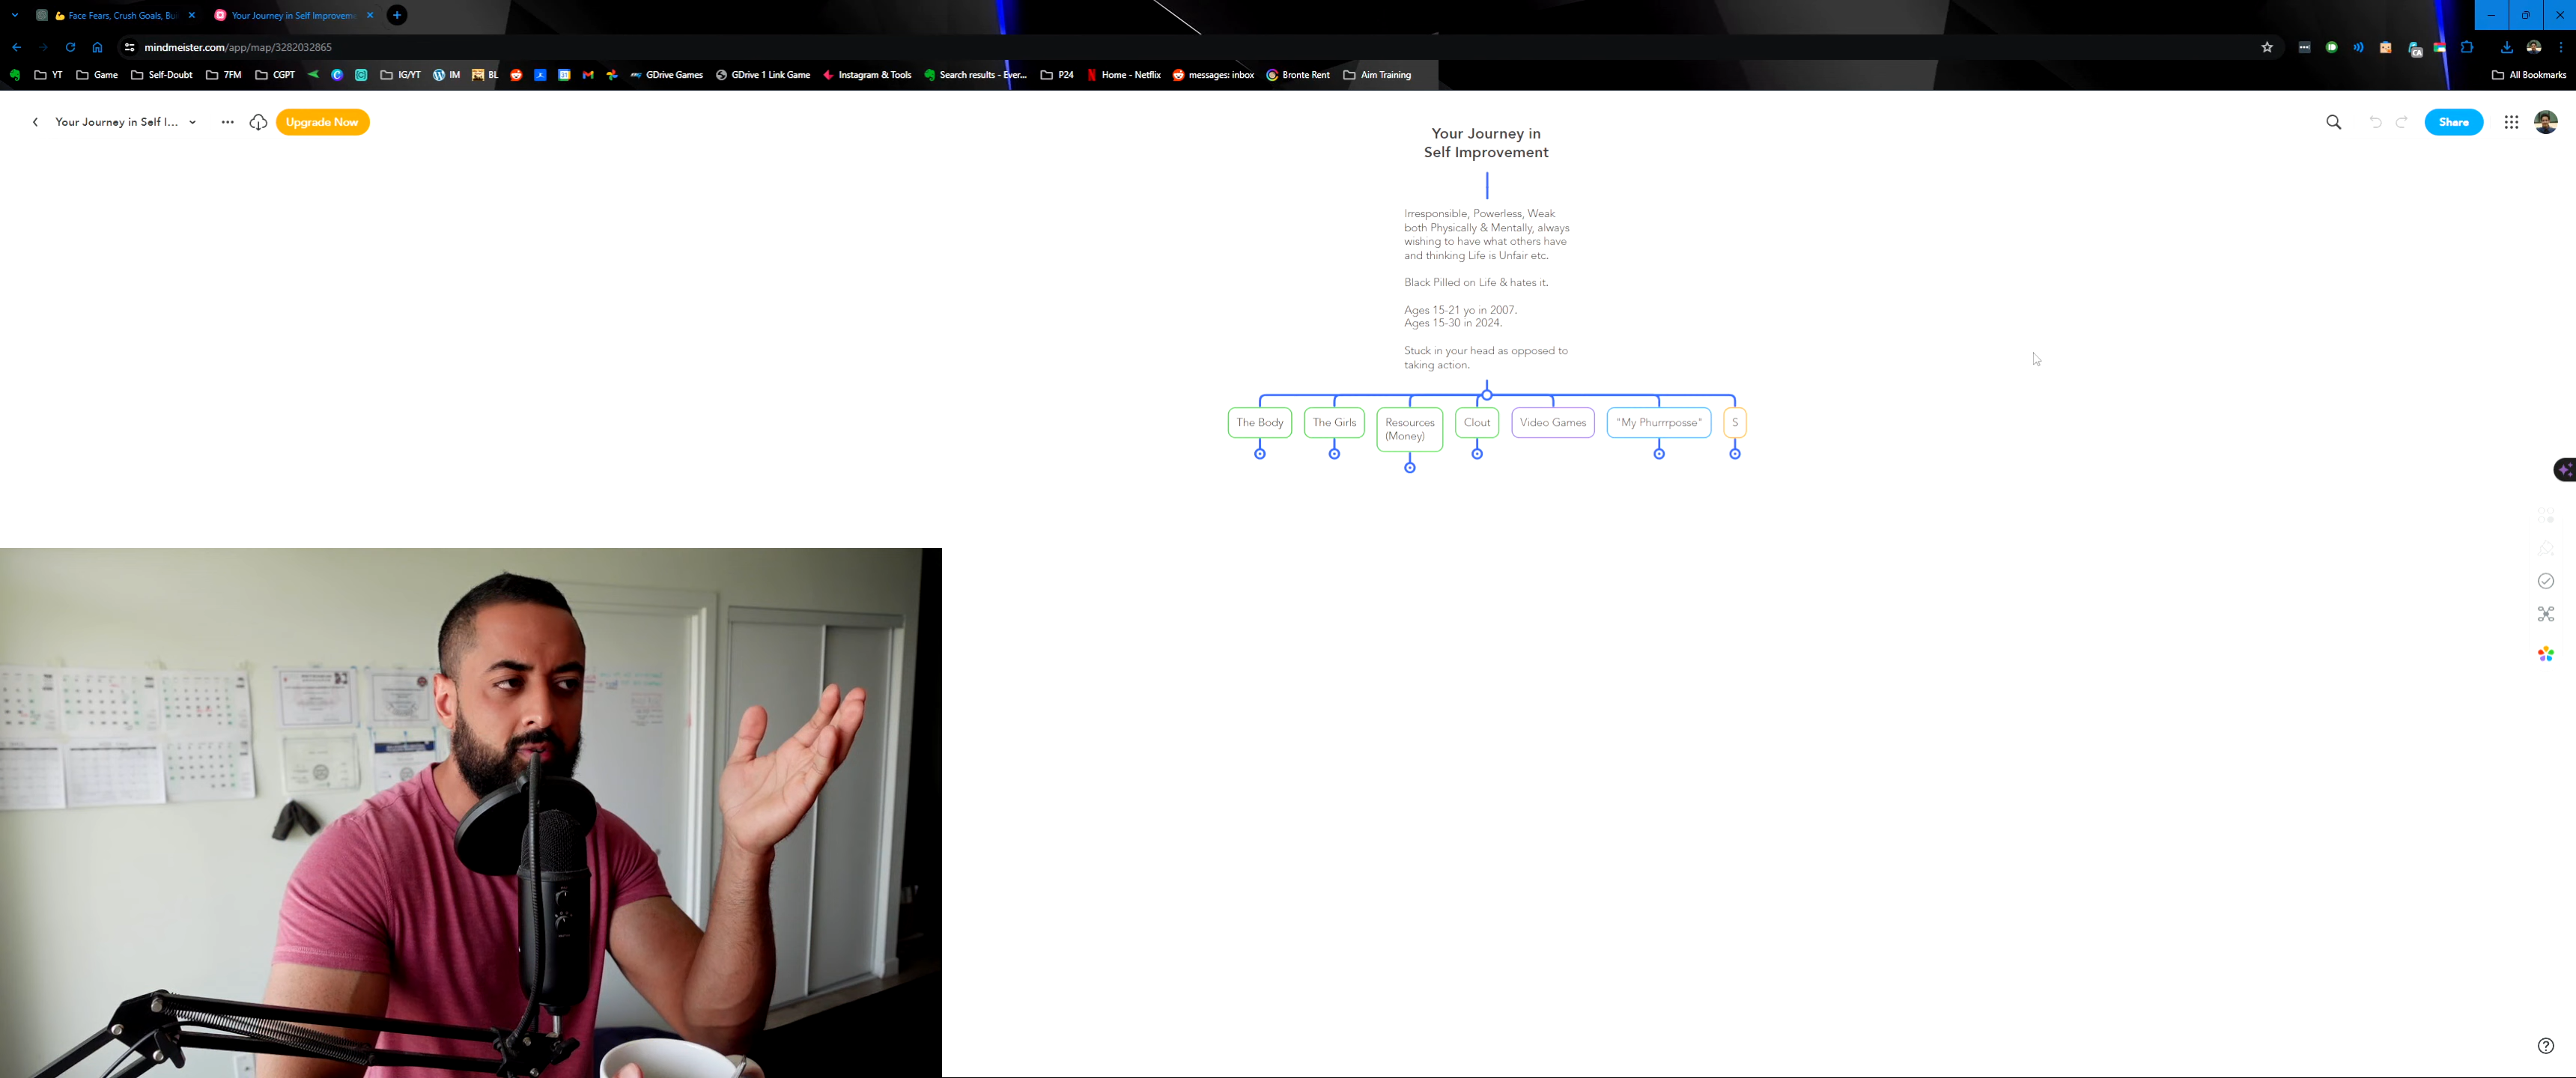 💪 Face Fears, Crush Goals, Bu
Your Journey in Self Improveme
mindmeister.com/app/map/3282032865
YT
Game
Self-Doubt
7FM
CGPT
IG/YT
IM
BL
GDrive Games
GDrive 1 Link Game
Instagram & Tools
Search results - Ever...
P24
Home - Netflix
messages: inbox
Bronte Rent
Aim Training
All Bookmarks
Your Journey in Self I...
Upgrade Now
Share
Your Journey in
Self Improvement
Irresponsible, Powerless, Weak
both Physically & Mentally, always
wishing to have what others have
and thinking Life is Unfair etc.
Black Pilled on Life & hates it.
Ages 15-21 yo in 2007.
Ages 15-30 in 2024.
Stuck in your head as opposed to
taking action.
The Body
The Girls
Resources
(Money)
Clout
Video Games
"My Phurrrposse"
S